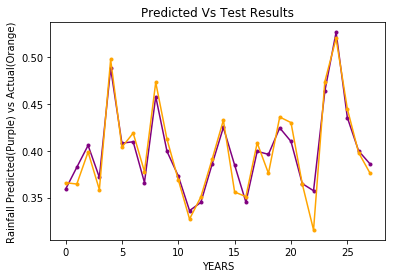 Predicted Vs Test Results
Rainfall Predicted(Purple) vs Actual(Orange)
0.50
0.45
0.40
0.35
0 5 10 15 20 25
YEARS